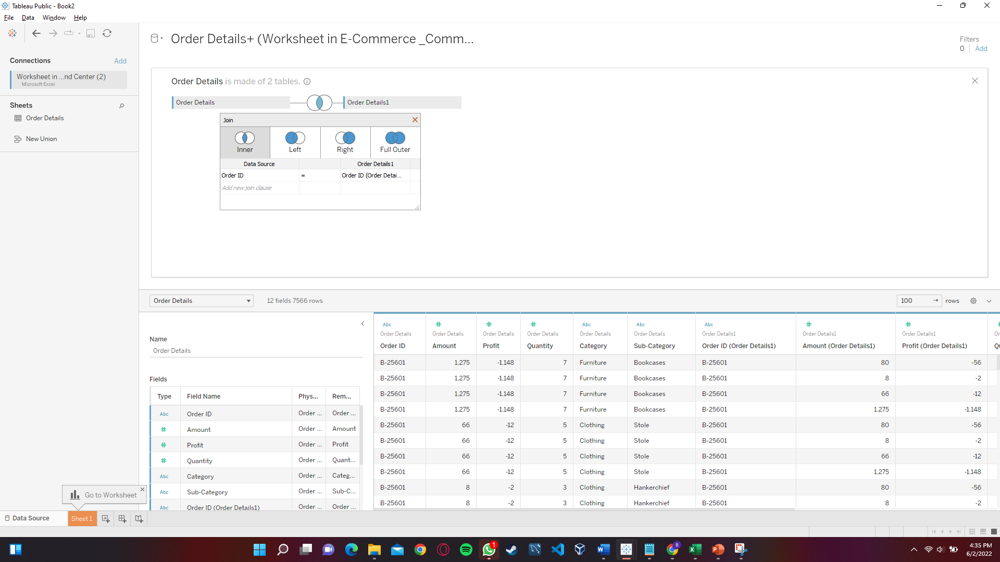 Tableau Public - Book2
File Data Window Help
Connections Add
Worksheet in ...nd Center (2)
Microsoft Excel
Sheets
Order Details
New Union
Order Details+ (Worksheet in E-Commerce _Comm...
Filters
0 Add
Order Details is made of 2 tables.
Order Details Order Details1
Join
Inner Left Right Full Outer
Data Source Order Details1
Order ID = Order ID (Order Detai...
Add new join clause
Order Details 12 fields 7566 rows 100 rows
Name
Order Details
Fields
Type Field Name Phys... Rem...
Abc Order ID Order ... Order ...
# Amount Order ... Amount
# Profit Order ... Profit
# Quantity Order ... Quant...
Abc Category Order ... Categ...
Abc Sub-Category Order ... Sub-C...
Abc Order ID (Order Details1) Order ... Order ...
Abc # # # Abc Abc Abc # # #
Order Details Order Details Order Details Order Details Order Details Order Details Order Details1 Order Details1 Order Details1 Or
Order ID Amount Profit Quantity Category Sub-Category Order ID (Order Details1) Amount (Order Details1) Profit (Order Details1) Q
B-25601 1,275 -1,148 7 Furniture Bookcases B-25601 80 -56
B-25601 1,275 -1,148 7 Furniture Bookcases B-25601 8 -2
B-25601 1,275 -1,148 7 Furniture Bookcases B-25601 66 -12
B-25601 1,275 -1,148 7 Furniture Bookcases B-25601 1,275 -1,148
B-25601 66 -12 5 Clothing Stole B-25601 80 -56
B-25601 66 -12 5 Clothing Stole B-25601 8 -2
B-25601 66 -12 5 Clothing Stole B-25601 66 -12
B-25601 66 -12 5 Clothing Stole B-25601 1,275 -1,148
B-25601 8 -2 3 Clothing Hankerchief B-25601 80 -56
B-25601 8 -2 3 Clothing Hankerchief B-25601 8 -2
Go to Worksheet
Data Source Sheet 1
1
B
4:35 PM
6/2/2022